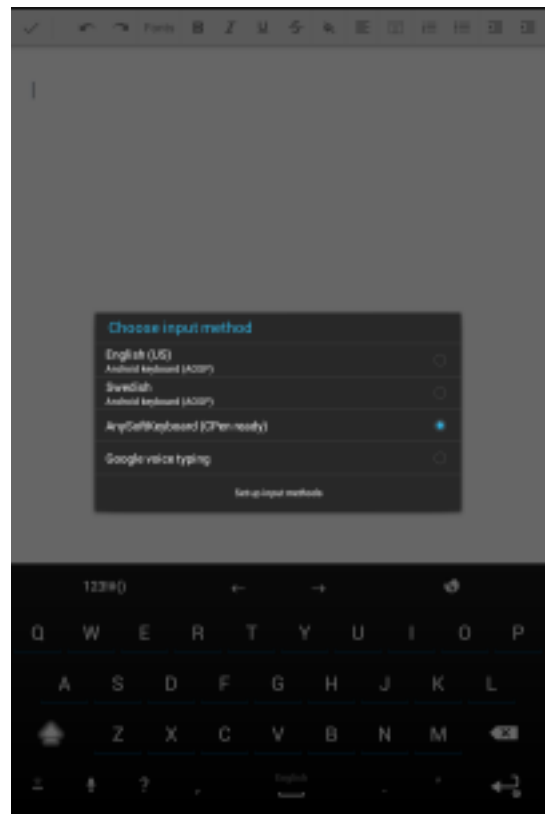 Fonts B I U S
Choose input method
English (US)
Android keyboard (AOSP)
Swedish
Android keyboard (AOSP)
AnySoftKeyboard (CPen ready)
Google voice typing
Set up input methods
123!#() ← →
Q W E R T Y U I O P
A S D F G H J K L
Z X C V B N M
? , English . '